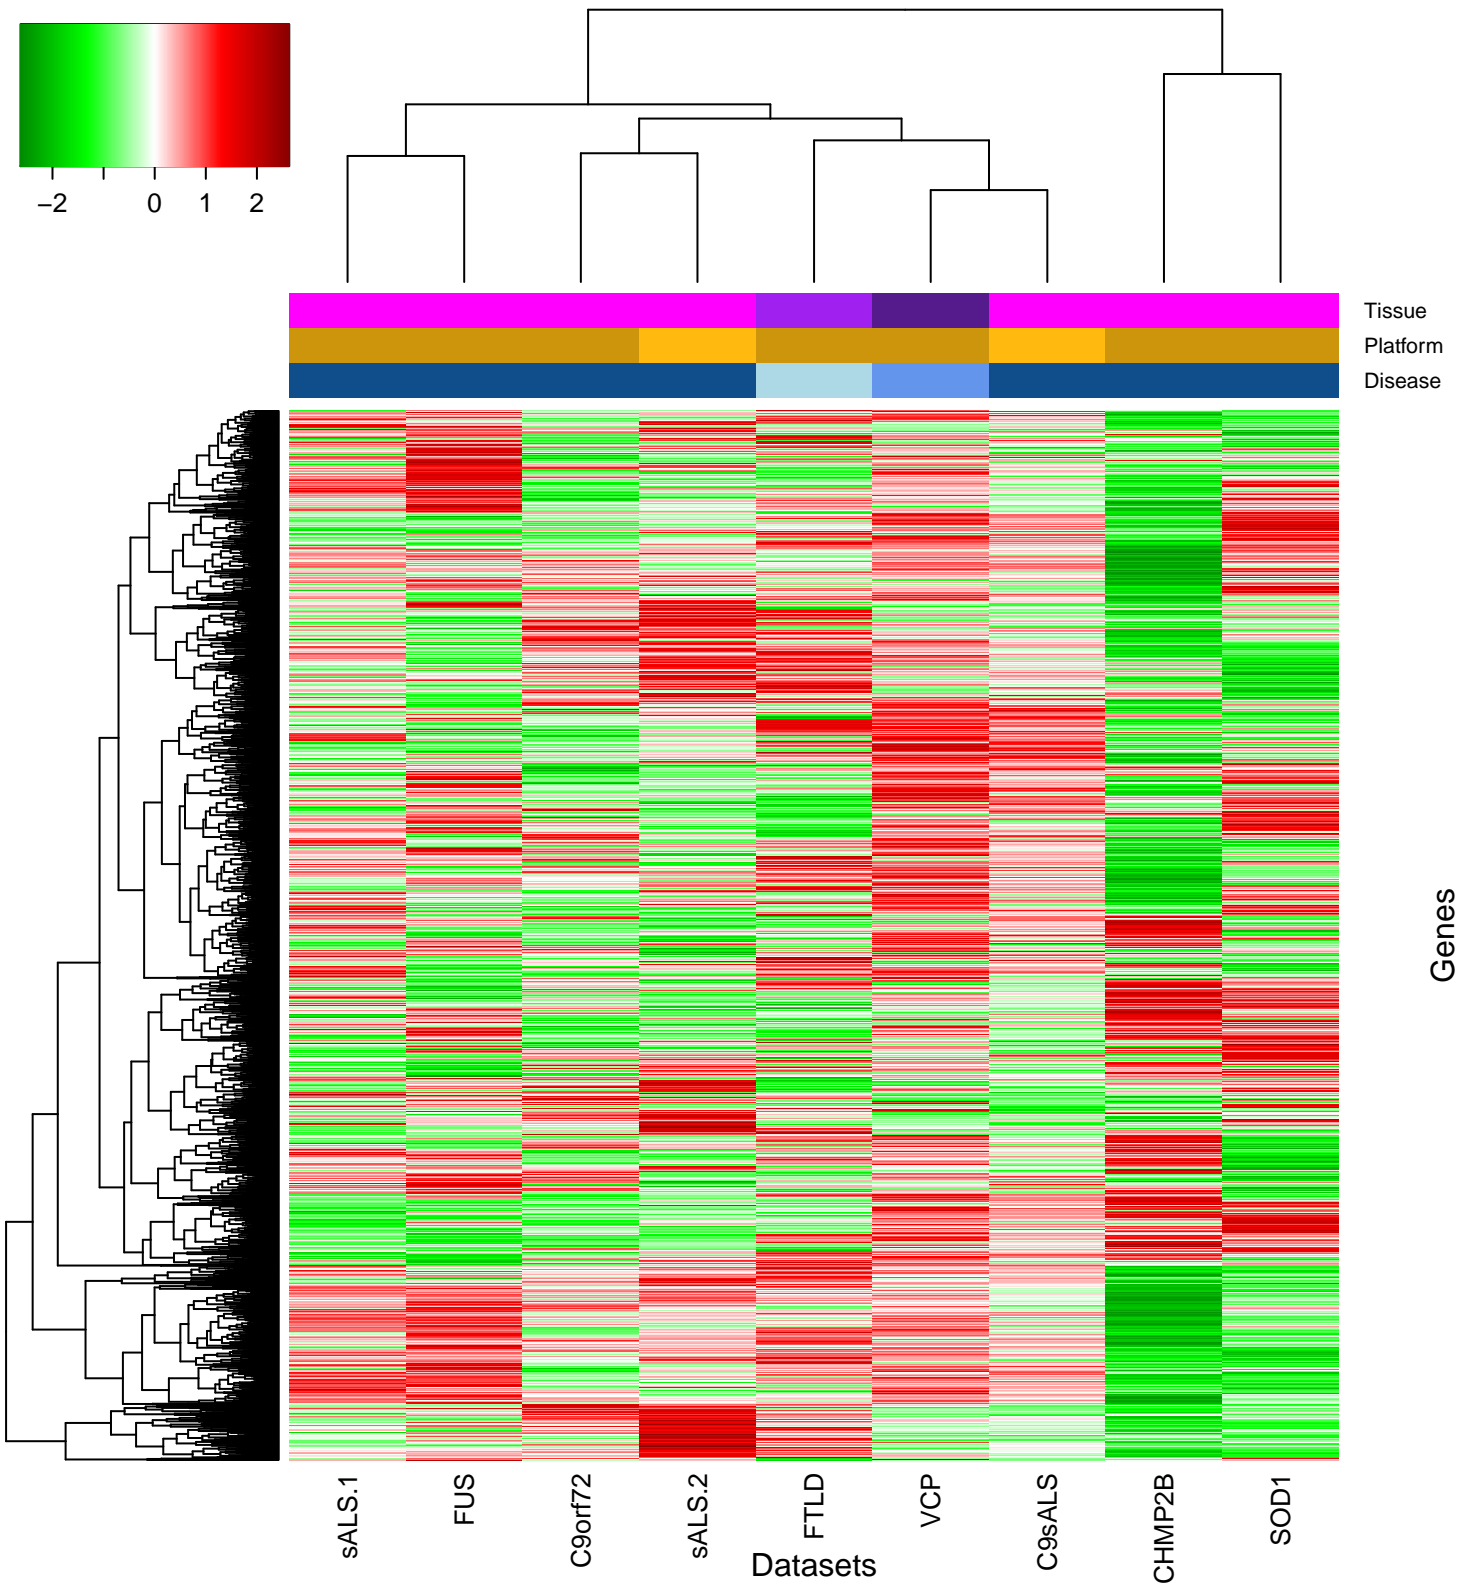 −2 0 1 2
Tissue
Platform
Disease
Genes
sALS.1 FUS C9orf72 sALS.2 FTLD VCP C9sALS CHMP2B SOD1
Datasets